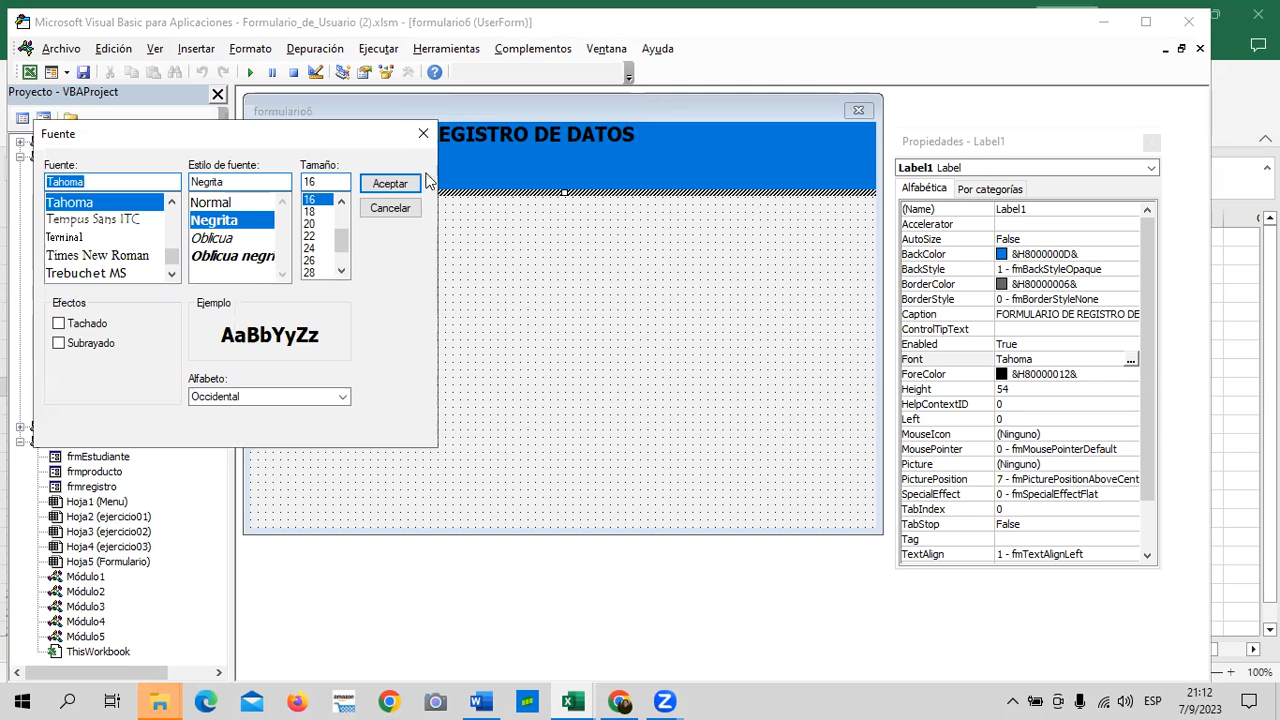 Microsoft Visual Basic para Aplicaciones - Formulario_de_Usuario (2).xlsm - [formulario6 (UserForm)]
Archivo Edición Ver Insertar Formato Depuración Ejecutar Herramientas Complementos Ventana Ayuda
Proyecto - VBAProject
formulario6
EGISTRO DE DATOS
Fuente
Fuente:
Estilo de fuente:
Tamaño:
Tahoma
Negrita
16
Aceptar
Cancelar
Tahoma
Tempus Sans ITC
Terminal
Times New Roman
Trebuchet MS
Normal
Negrita
Oblicua
Oblicua negri
16
18
20
22
24
26
28
Efectos
Tachado
Subrayado
Ejemplo
AaBbYyZz
Alfabeto:
Occidental
frmEstudiante
frmproducto
frmregistro
Hoja1 (Menu)
Hoja2 (ejercicio01)
Hoja3 (ejercicio02)
Hoja4 (ejercicio03)
Hoja5 (Formulario)
Módulo1
Módulo2
Módulo3
Módulo4
Módulo5
ThisWorkbook
Propiedades - Label1
Label1 Label
Alfabética Por categorías
(Name) Label1
Accelerator
AutoSize False
BackColor &H8000000D&
BackStyle 1 - fmBackStyleOpaque
BorderColor &H80000006&
BorderStyle 0 - fmBorderStyleNone
Caption FORMULARIO DE REGISTRO DE
ControlTipText
Enabled True
Font Tahoma ...
ForeColor &H80000012&
Height 54
HelpContextID 0
Left 0
MouseIcon (Ninguno)
MousePointer 0 - fmMousePointerDefault
Picture (Ninguno)
PicturePosition 7 - fmPicturePositionAboveCent
SpecialEffect 0 - fmSpecialEffectFlat
TabIndex 0
TabStop False
Tag
TextAlign 1 - fmTextAlignLeft
100%
amazon
ESP
21:12
7/9/2023